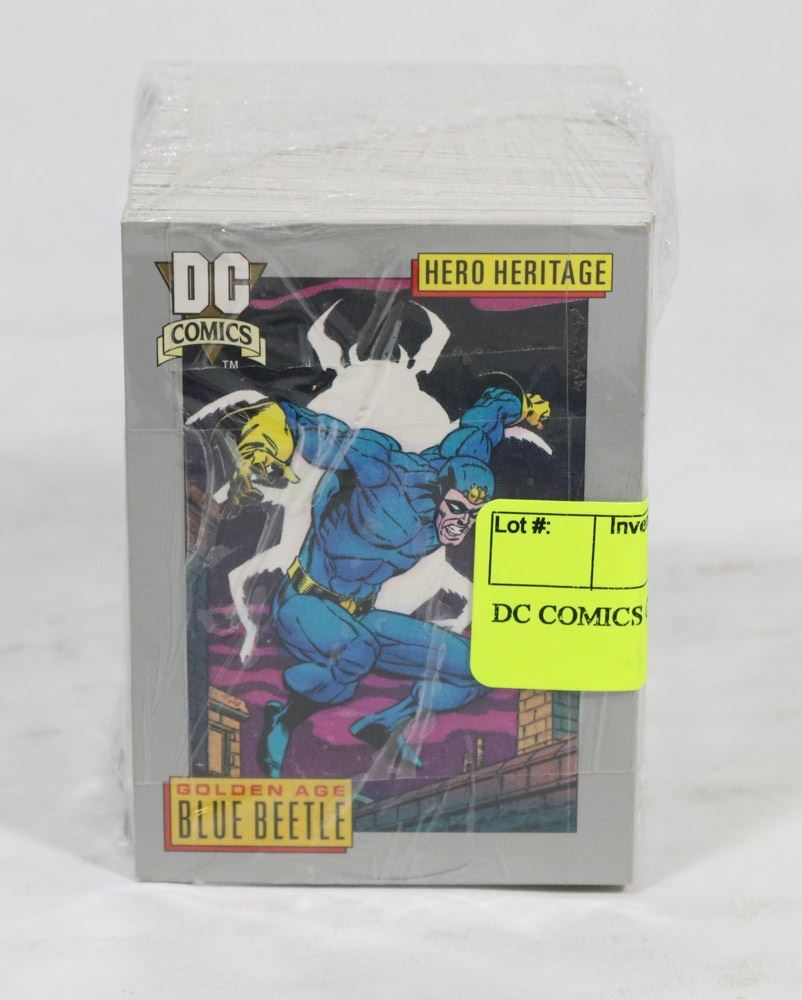 DC
COMICS
TM
HERO HERITAGE
Lot #:
DC COMICS
GOLDEN AGE
BLUE BEETLE